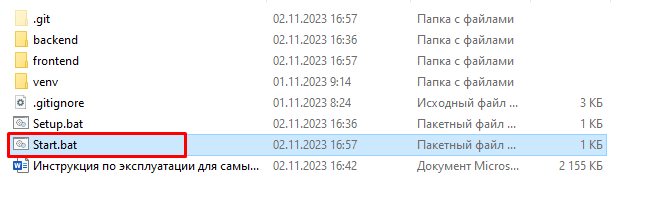 .git 02.11.2023 16:57 Папка с файлами
backend 02.11.2023 16:36 Папка с файлами
frontend 02.11.2023 16:57 Папка с файлами
venv 01.11.2023 9:14 Папка с файлами
.gitignore 01.11.2023 8:24 Исходный файл ... 3 КБ
Setup.bat 02.11.2023 16:36 Пакетный файл ... 1 КБ
Start.bat 02.11.2023 16:57 Пакетный файл ... 1 КБ
Инструкция по эксплуатации для самы... 02.11.2023 16:42 Документ Micros... 2 155 КБ